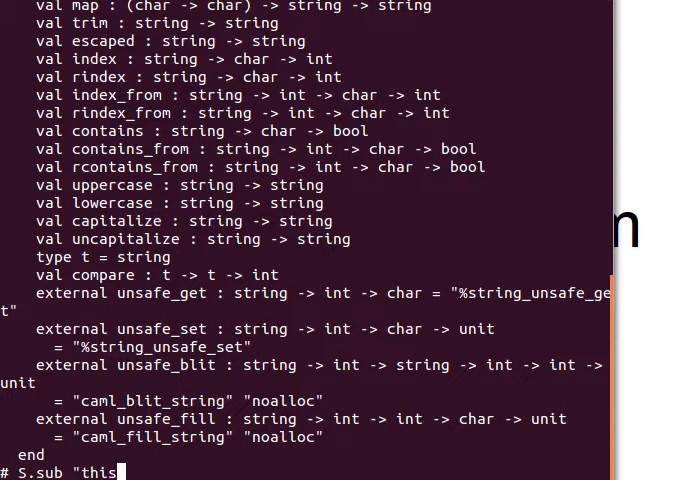 val map : (char -> char) -> string -> string
val trim : string -> string
val escaped : string -> string
val index : string -> char -> int
val rindex : string -> char -> int
val index_from : string -> int -> char -> int
val rindex_from : string -> int -> char -> int
val contains : string -> char -> bool
val contains_from : string -> int -> char -> bool
val rcontains_from : string -> int -> char -> bool
val uppercase : string -> string
val lowercase : string -> string
val capitalize : string -> string
val uncapitalize : string -> string
type t = string
val compare : t -> t -> int
external unsafe_get : string -> int -> char = "%string_unsafe_ge
t"
external unsafe_set : string -> int -> char -> unit
= "%string_unsafe_set"
external unsafe_blit : string -> int -> string -> int -> int ->
unit
= "caml_blit_string" "noalloc"
external unsafe_fill : string -> int -> int -> char -> unit
= "caml_fill_string" "noalloc"
end
# S.sub "this